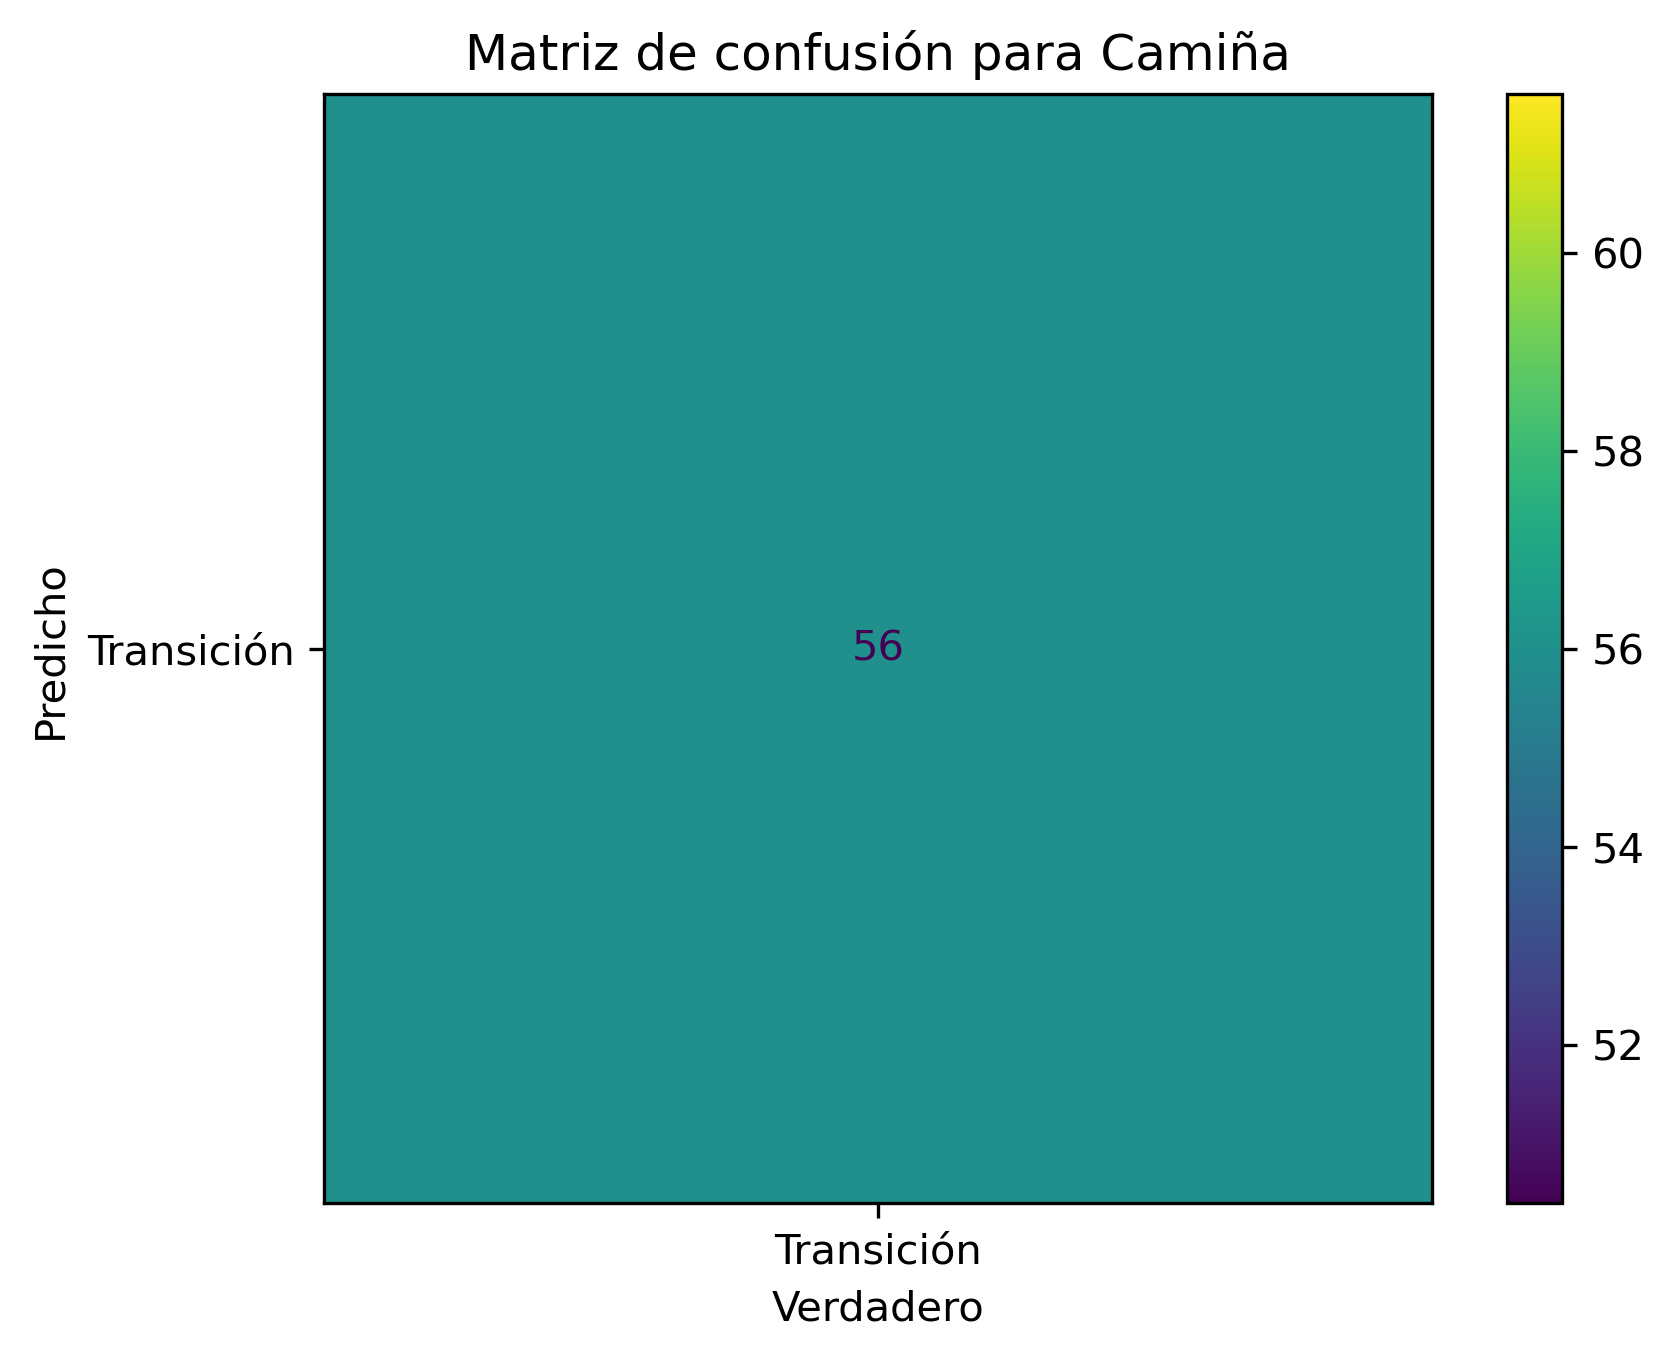 Matriz de confusión para Camiña
Predicho
Transición
56
Transición
Verdadero
60
58
56
54
52